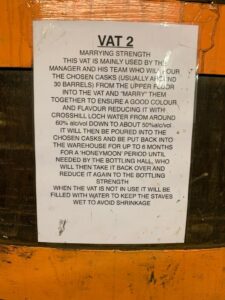 VAT 2
MARRYING STRENGTH
THIS VAT IS MAINLY USED BY THE
MANAGER AND HIS TEAM WHO WILL POUR
THE CHOSEN CASKS (USUALLY AROUND
30 BARRELS) FROM THE UPPER FLOOR
INTO THE VAT AND 'MARRY' THEM
TOGETHER TO ENSURE A GOOD COLOUR
AND FLAVOUR REDUCING IT WITH
CROSSHILL LOCH WATER FROM AROUND
60% alc/vol DOWN TO ABOUT 50%alc/vol
IT WILL THEN BE POURED INTO THE
CHOSEN CASKS AND BE PUT BACK INTO
THE WAREHOUSE FOR UP TO 6 MONTHS
FOR A 'HONEYMOON' PERIOD UNTIL
NEEDED BY THE BOTTLING HALL, WHO
WILL THEN TAKE IT BACK OVER AND
REDUCE IT AGAIN TO THE BOTTLING
STRENGTH
WHEN THE VAT IS NOT IN USE IT WILL BE
FILLED WITH WATER TO KEEP THE STAVES
WET TO AVOID SHRINKAGE